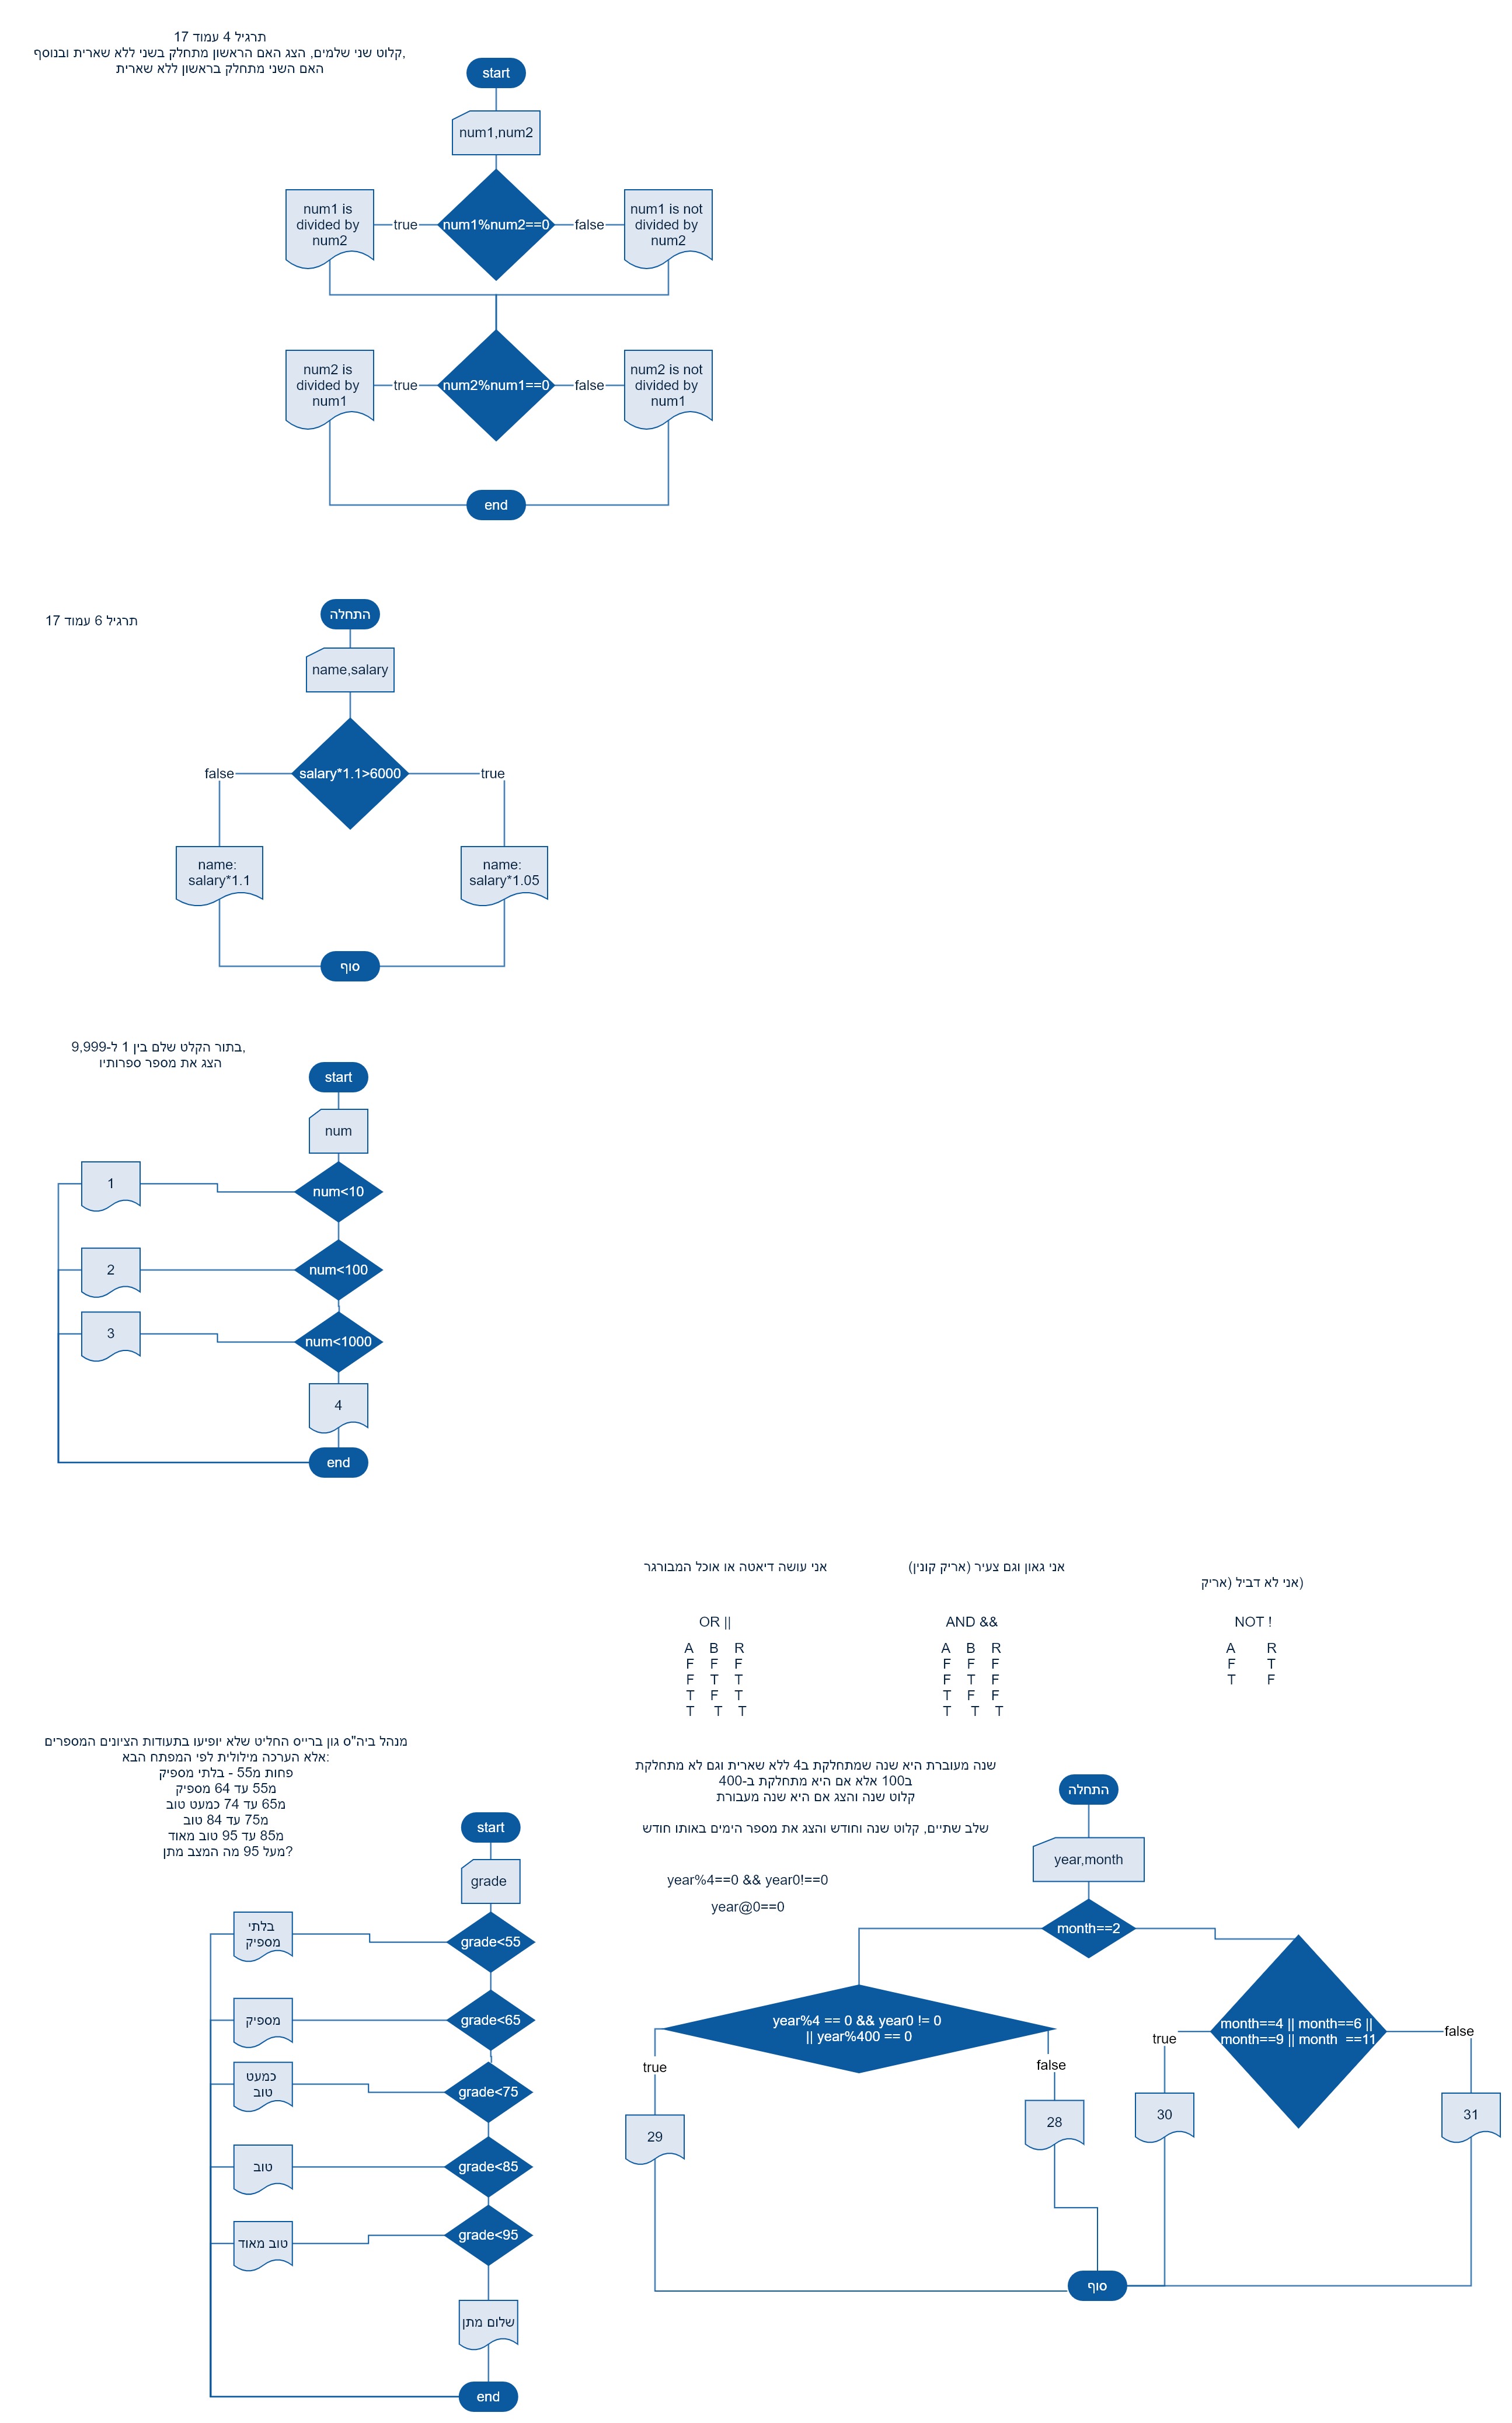 תרגיל 4 עמוד 17
קלוט שני שלמים, הצג האם הראשון מתחלק בשני ללא שארית ובנוסף,
האם השני מתחלק בראשון ללא שארית
start
num1,num2
num1 is
divided by
num2
true
num1%num2==0
false
num1 is not
divided by
num2
num2 is
divided by
num1
true
num2%num1==0
false
num2 is not
divided by
num1
end
תרגיל 6 עמוד 17
התחלה
name,salary
false
salary*1.1>6000
true
name:
salary*1.1
name:
salary*1.05
סוף
בתור הקלט שלם בין 1 ל-9,999,
הצג את מספר ספרותיו
start
num
1
num<10
2
num<100
3
num<1000
4
end
אני עושה דיאטה או אוכל המבורגר
OR ||
A B R
F F F
F T T
T F T
T T T
אני גאון וגם צעיר (אריק קונין)
AND &&
A B R
F F F
F T F
T F F
T T T
אני לא דביל (אריק)
NOT !
A R
F T
T F
מנהל ביה"ס גון ברייס החליט שלא יופיעו בתעודות הציונים המספרים
אלא הערכה מילולית לפי המפתח הבא:
פחות מ55 - בלתי מספיק
מ55 עד 64 מספיק
מ65 עד 74 כמעט טוב
מ75 עד 84 טוב
מ85 עד 95 טוב מאוד
מעל 95 מה המצב מתן?
start
grade
בלתי
מספיק
grade<55
מספיק
grade<65
כמעט
טוב
grade<75
טוב
grade<85
טוב מאוד
grade<95
שלום מתן
end
שנה מעוברת היא שנה שמתחלקת ב4 ללא שארית וגם לא מתחלקת
ב100 אלא אם היא מתחלקת ב-400
קלוט שנה והצג אם היא שנה מעבורת
שלב שתיים, קלוט שנה וחודש והצג את מספר הימים באותו חודש
year%4==0 && year0!==0
year@0==0
התחלה
year,month
month==2
year%4 == 0 && year0 != 0
|| year%400 == 0
true
false
29
28
month==4 || month==6 ||
month==9 || month ==11
true
false
30
31
סוף